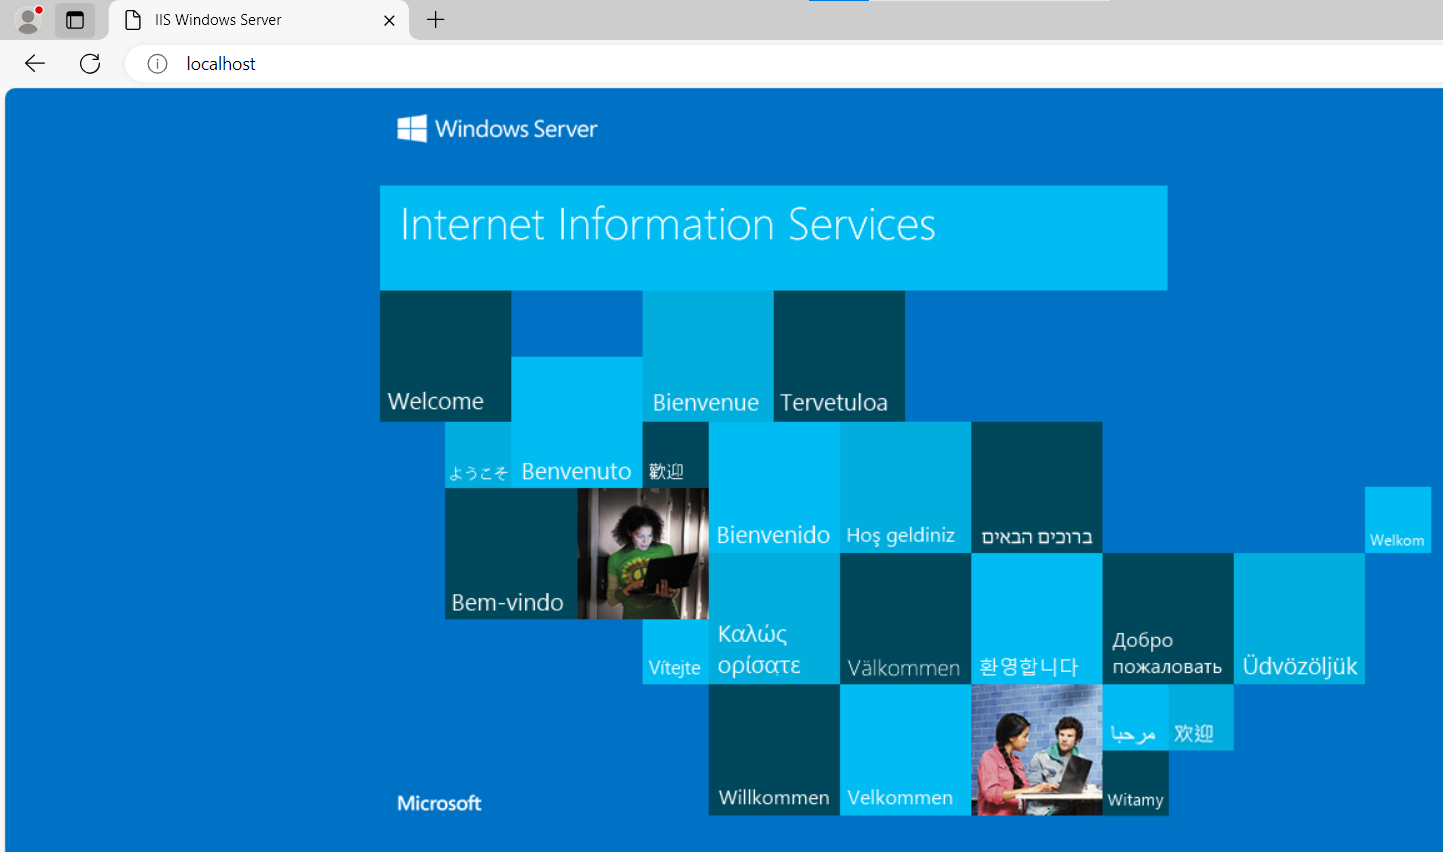 IIS Windows Server
localhost
Windows Server
Internet Information Services
Welcome
Bienvenue
Tervetuloa
ようこそ
Benvenuto
歡迎
Bienvenido
Hoş geldiniz
ברוכים הבאים
Welkom
Bem-vindo
Vítejte
Καλώς
ορίσατε
Välkommen
환영합니다
Добро
пожаловать
Üdvözöljük
Willkommen
Velkommen
مرحبا
欢迎
Witamy
Microsoft